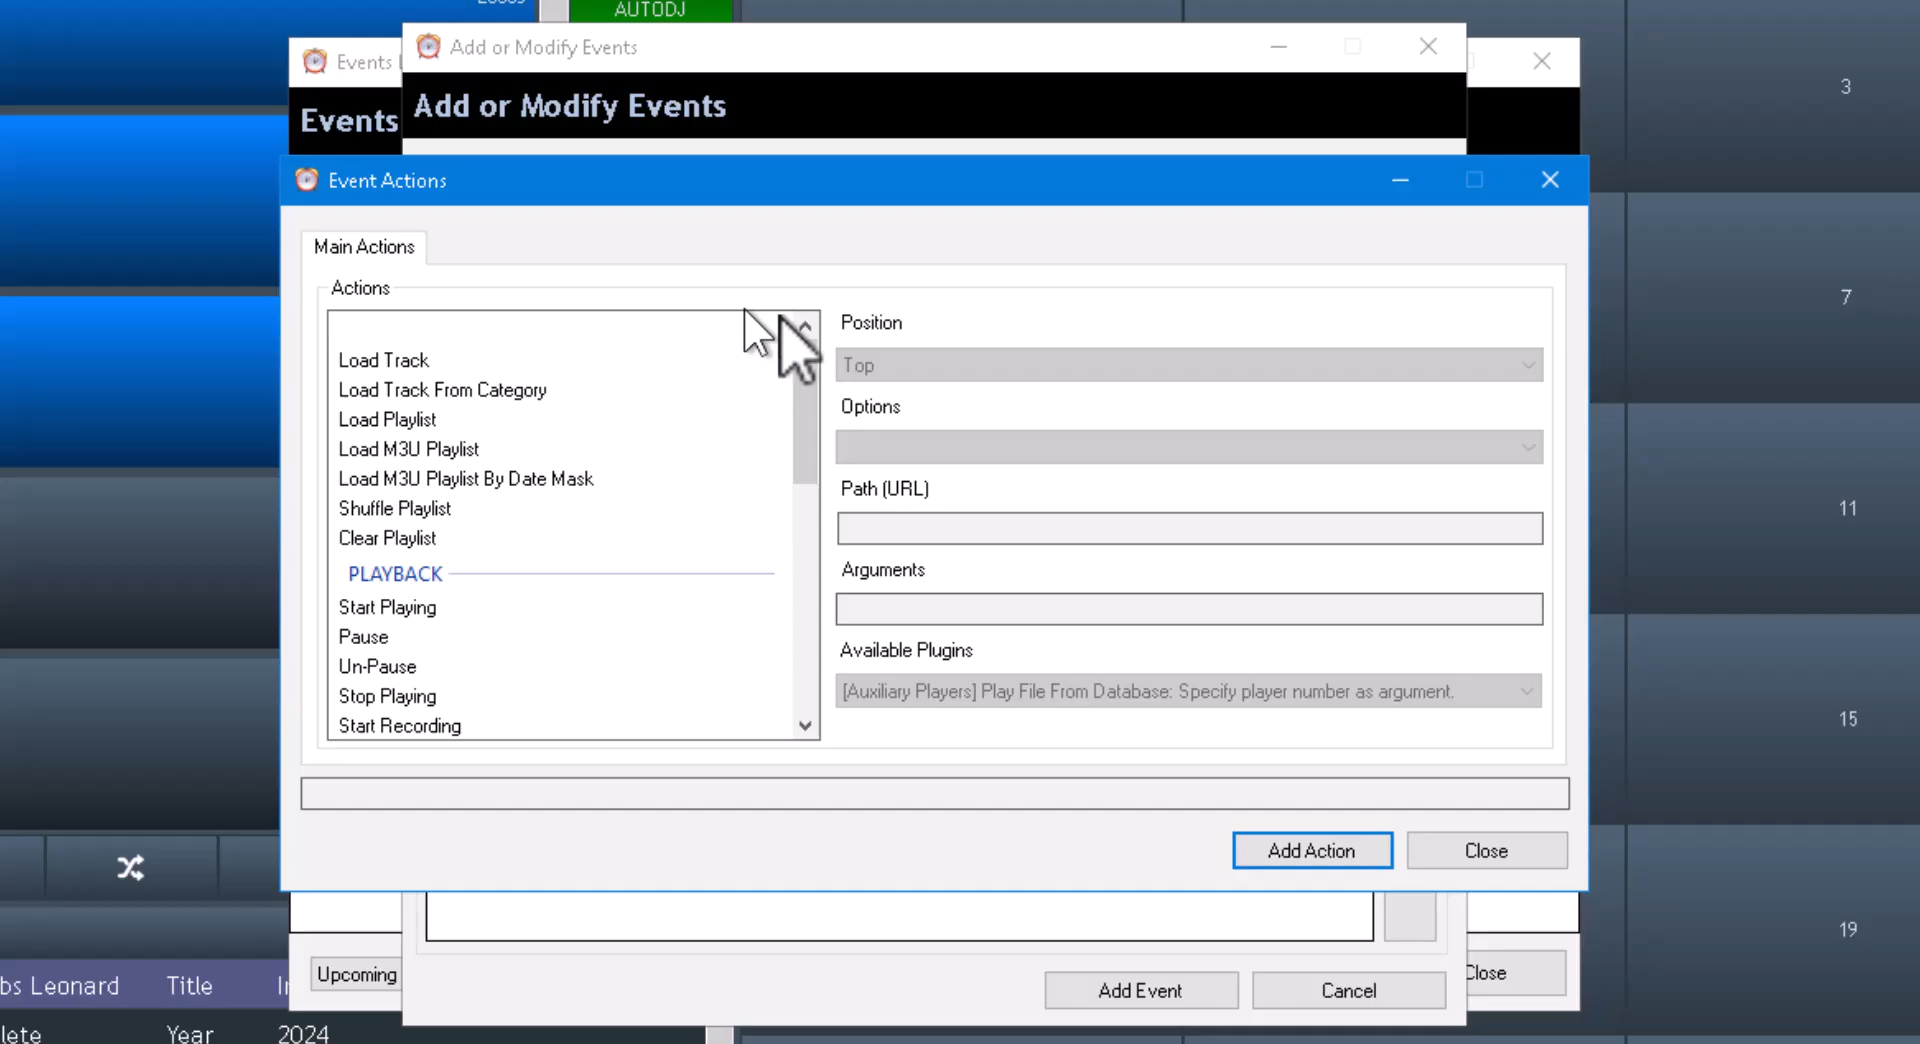 AUTODJ
Add or Modify Events
Events
Add or Modify Events
Events
3
Event Actions
Main Actions
Actions
Position
Top
Load Track
Load Track From Category
Options
Load Playlist
Load M3U Playlist
Load M3U Playlist By Date Mask
Path (URL)
Shuffle Playlist
Clear Playlist
Arguments
PLAYBACK
Start Playing
Pause
Available Plugins
Un-Pause
Stop Playing
[Auxiliary Players] Play File From Database: Specify player number as argument.
Start Recording
7
11
15
Add Action
Close
19
Upcoming
Close
Add Event
Cancel
bs Leonard
Title
lete
Year
2024